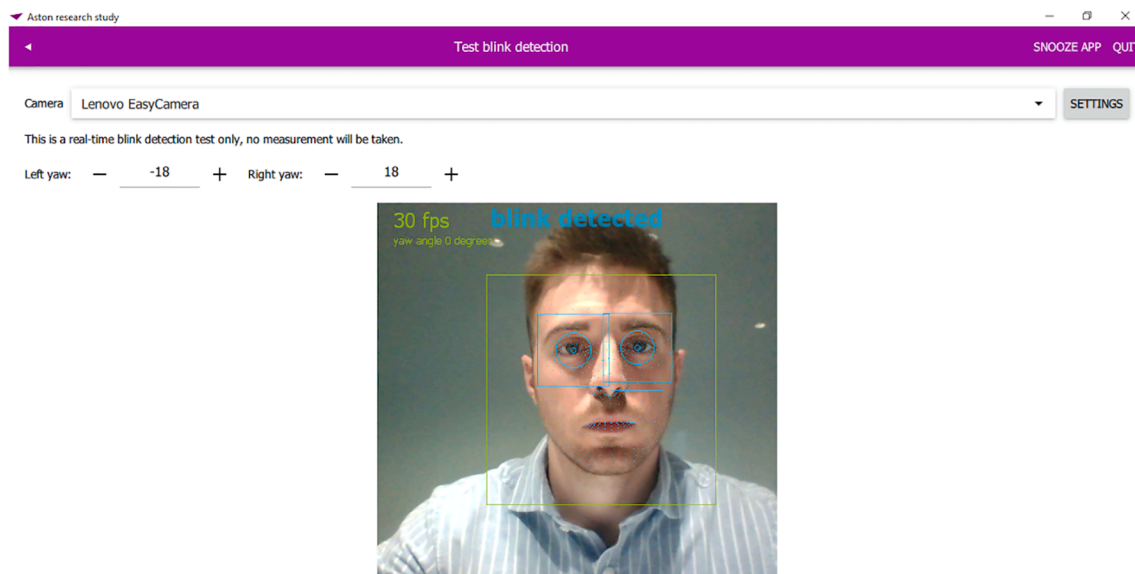 Aston research study
Test blink detection
SNOOZE APP QUIT
Camera Lenovo EasyCamera SETTINGS
This is a real-time blink detection test only, no measurement will be taken.
Left yaw: − -18 + Right yaw: − 18 +
30 fps blink detected
yaw angle 0 degrees